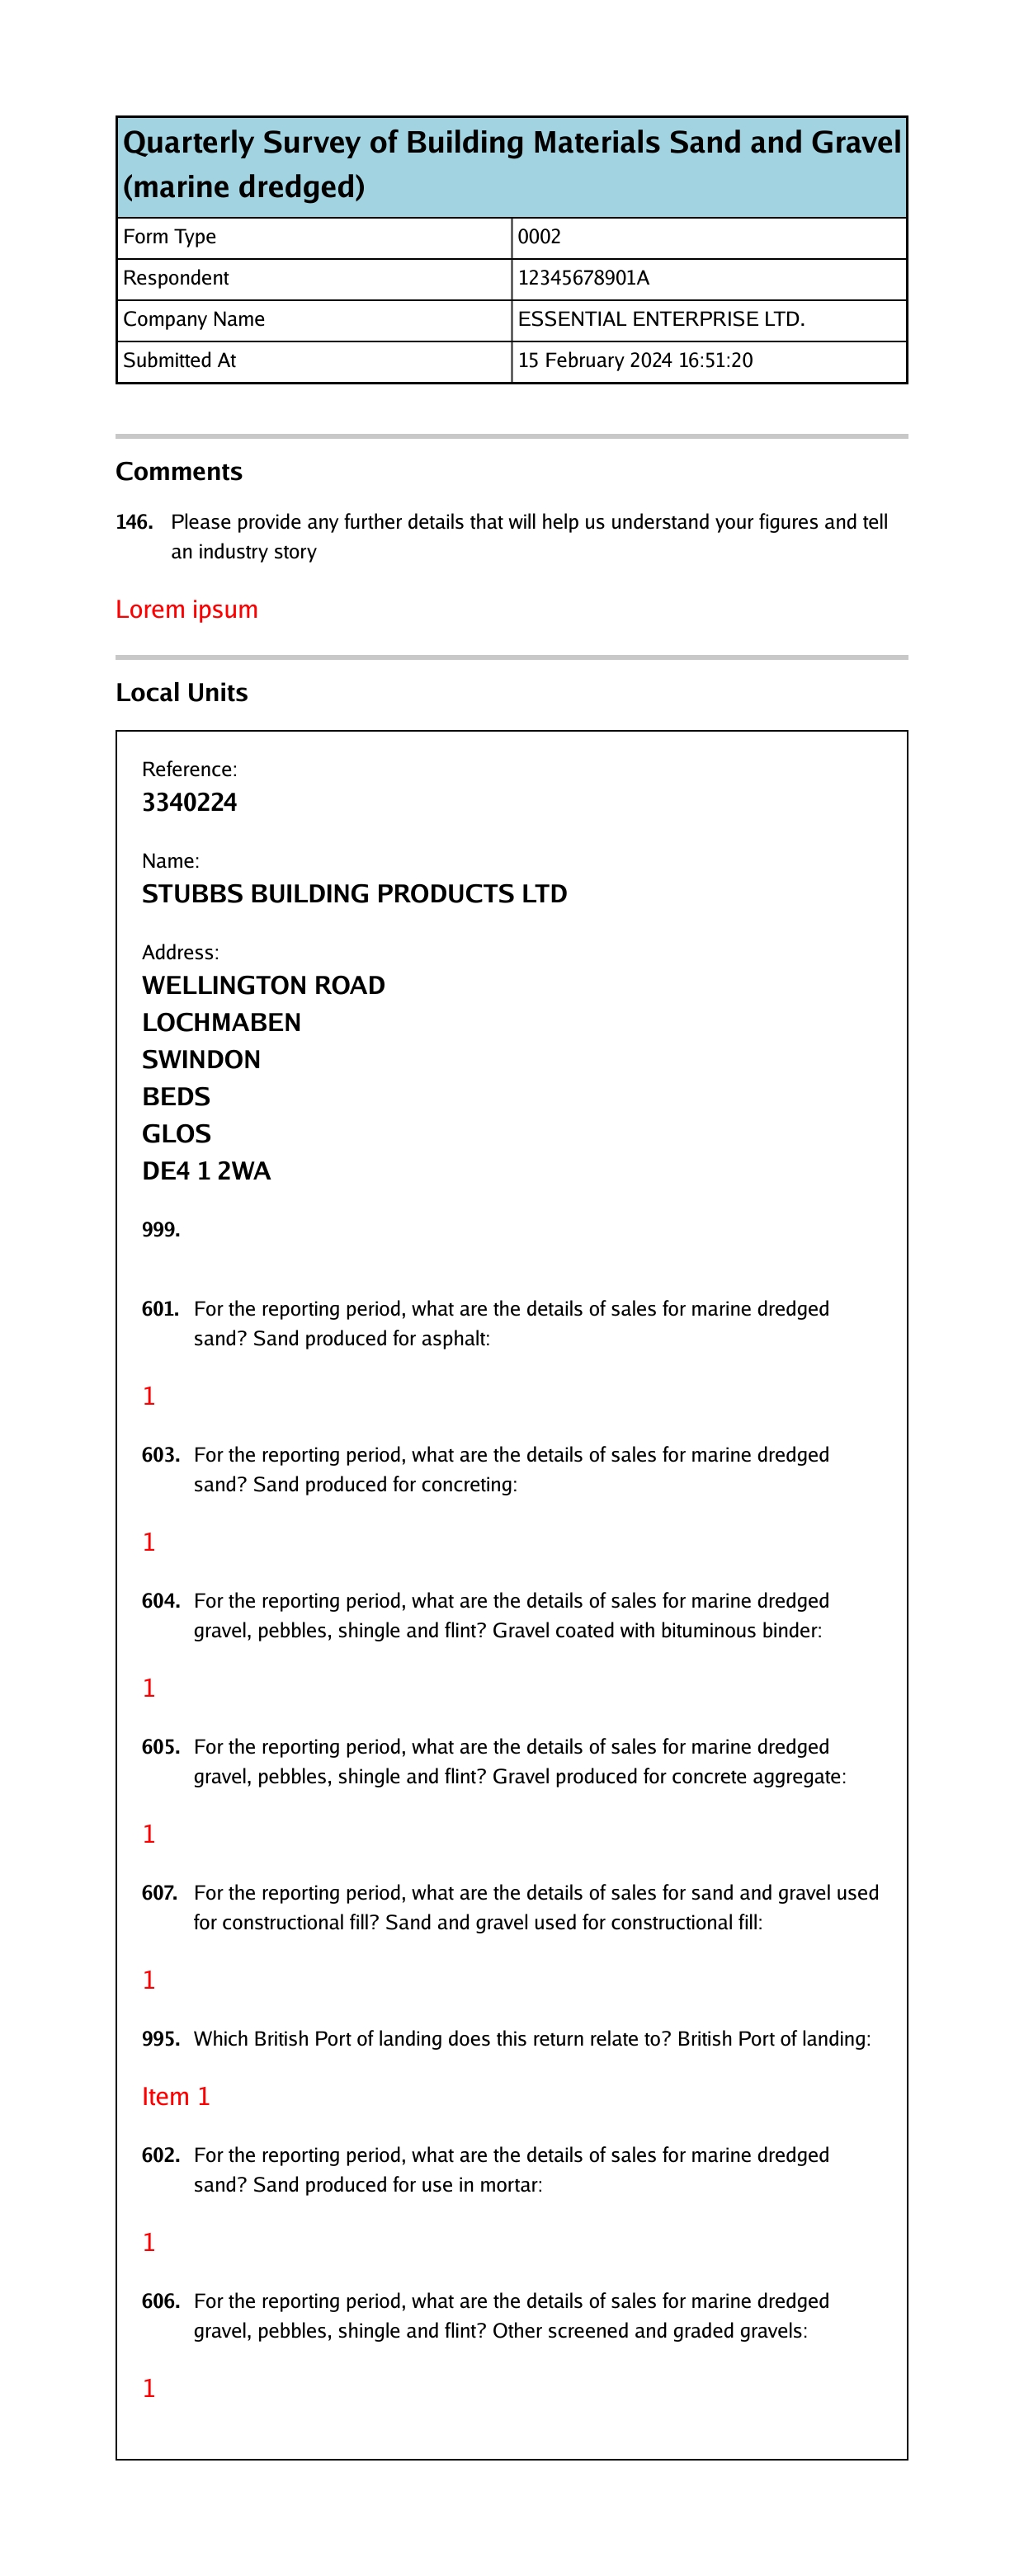 Quarterly Survey of Building Materials Sand and Gravel
(marine dredged)
Form Type 0002
Respondent 12345678901A
Company Name ESSENTIAL ENTERPRISE LTD.
Submitted At 15 February 2024 16:51:20
Comments
146. Please provide any further details that will help us understand your figures and tell
an industry story
Lorem ipsum
Local Units
Reference:
3340224
Name:
STUBBS BUILDING PRODUCTS LTD
Address:
WELLINGTON ROAD
LOCHMABEN
SWINDON
BEDS
GLOS
DE4 1 2WA
999.
601. For the reporting period, what are the details of sales for marine dredged
sand? Sand produced for asphalt:
1
603. For the reporting period, what are the details of sales for marine dredged
sand? Sand produced for concreting:
1
604. For the reporting period, what are the details of sales for marine dredged
gravel, pebbles, shingle and flint? Gravel coated with bituminous binder:
1
605. For the reporting period, what are the details of sales for marine dredged
gravel, pebbles, shingle and flint? Gravel produced for concrete aggregate:
1
607. For the reporting period, what are the details of sales for sand and gravel used
for constructional fill? Sand and gravel used for constructional fill:
1
995. Which British Port of landing does this return relate to? British Port of landing:
Item 1
602. For the reporting period, what are the details of sales for marine dredged
sand? Sand produced for use in mortar:
1
606. For the reporting period, what are the details of sales for marine dredged
gravel, pebbles, shingle and flint? Other screened and graded gravels:
1